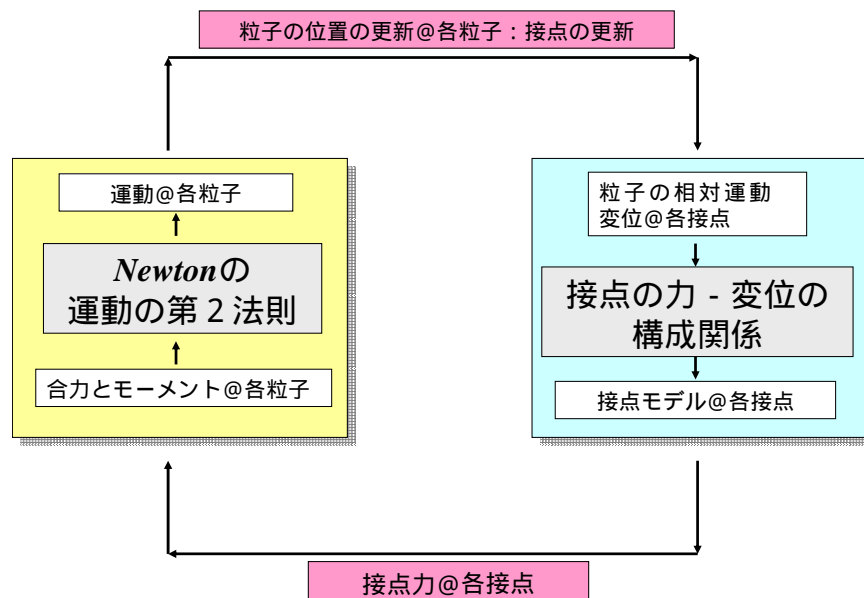 粒子の位置の更新@各粒子：接点の更新
運動@各粒子
Newtonの
運動の第２法則
合力とモーメント@各粒子
粒子の相対運動
変位@各接点
接点の力 - 変位の
構成関係
接点モデル@各接点
接点力@各接点